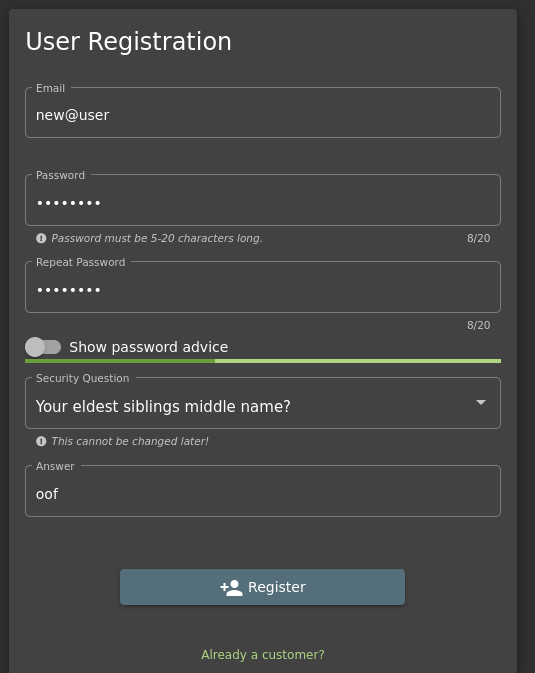 User Registration
Email
new@user
Password
••••••••
Password must be 5-20 characters long. 8/20
Repeat Password
••••••••
8/20
Show password advice
Security Question
Your eldest siblings middle name?
This cannot be changed later!
Answer
oof
Register
Already a customer?